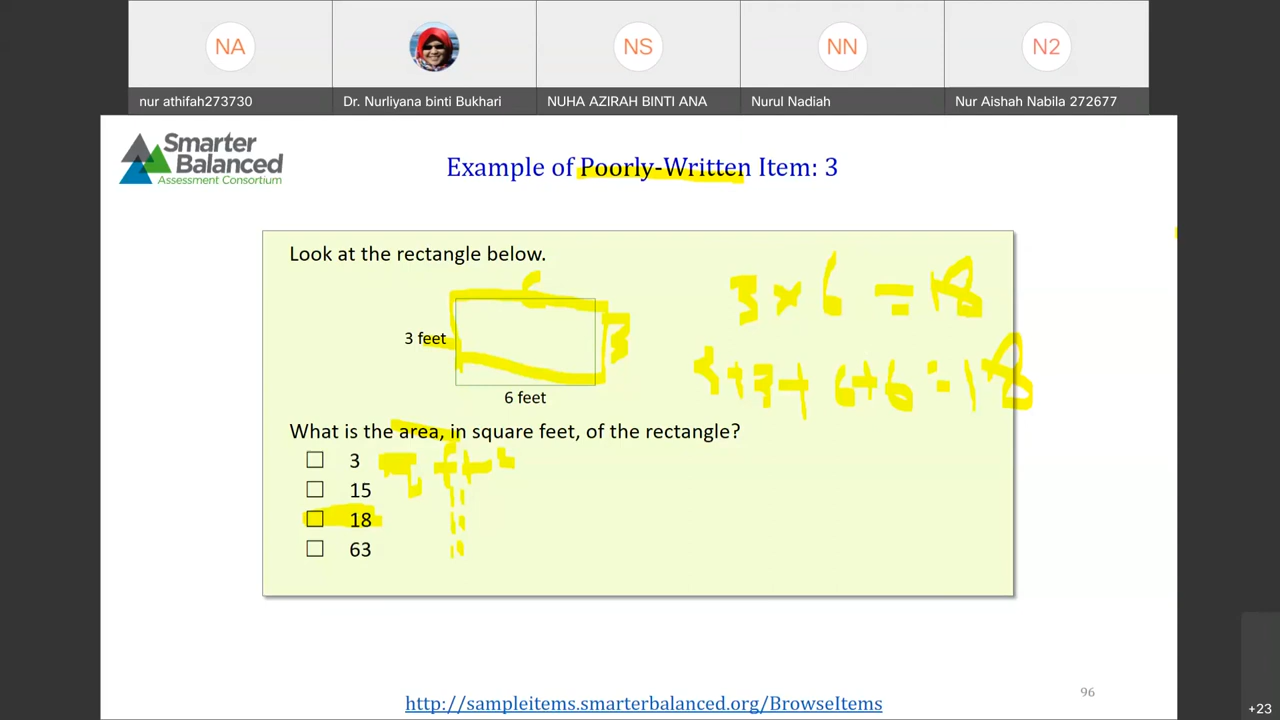 NA
NS
NN
N2
nur athifah273730
Dr. Nurliyana binti Bukhari
NUHA AZIRAH BINTI ANA
Nurul Nadiah
Nur Aishah Nabila 272677
Smarter
Balanced
Assessment Consortium
Example of Poorly-Written Item: 3
Look at the rectangle below.
6
3 feet
3
6 feet
3 x 6 = 18
3+3+6+6=18
What is the area, in square feet, of the rectangle?
3
ft²
15
18
63
96
http://sampleitems.smarterbalanced.org/BrowseItems
+23